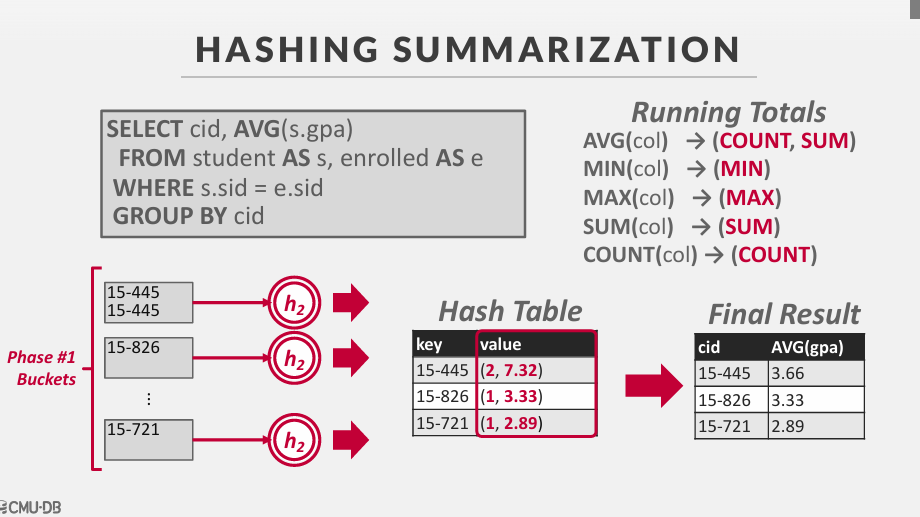 HASHING SUMMARIZATION
SELECT cid, AVG(s.gpa)
FROM student AS s, enrolled AS e
WHERE s.sid = e.sid
GROUP BY cid
Running Totals
AVG(col) → (COUNT, SUM)
MIN(col) → (MIN)
MAX(col) → (MAX)
SUM(col) → (SUM)
COUNT(col) → (COUNT)
Phase #1
Buckets
15-445
15-445
h2
15-826
h2
⋮
15-721
h2
Hash Table
key value
15-445 (2, 7.32)
15-826 (1, 3.33)
15-721 (1, 2.89)
Final Result
cid AVG(gpa)
15-445 3.66
15-826 3.33
15-721 2.89
CMU-DB